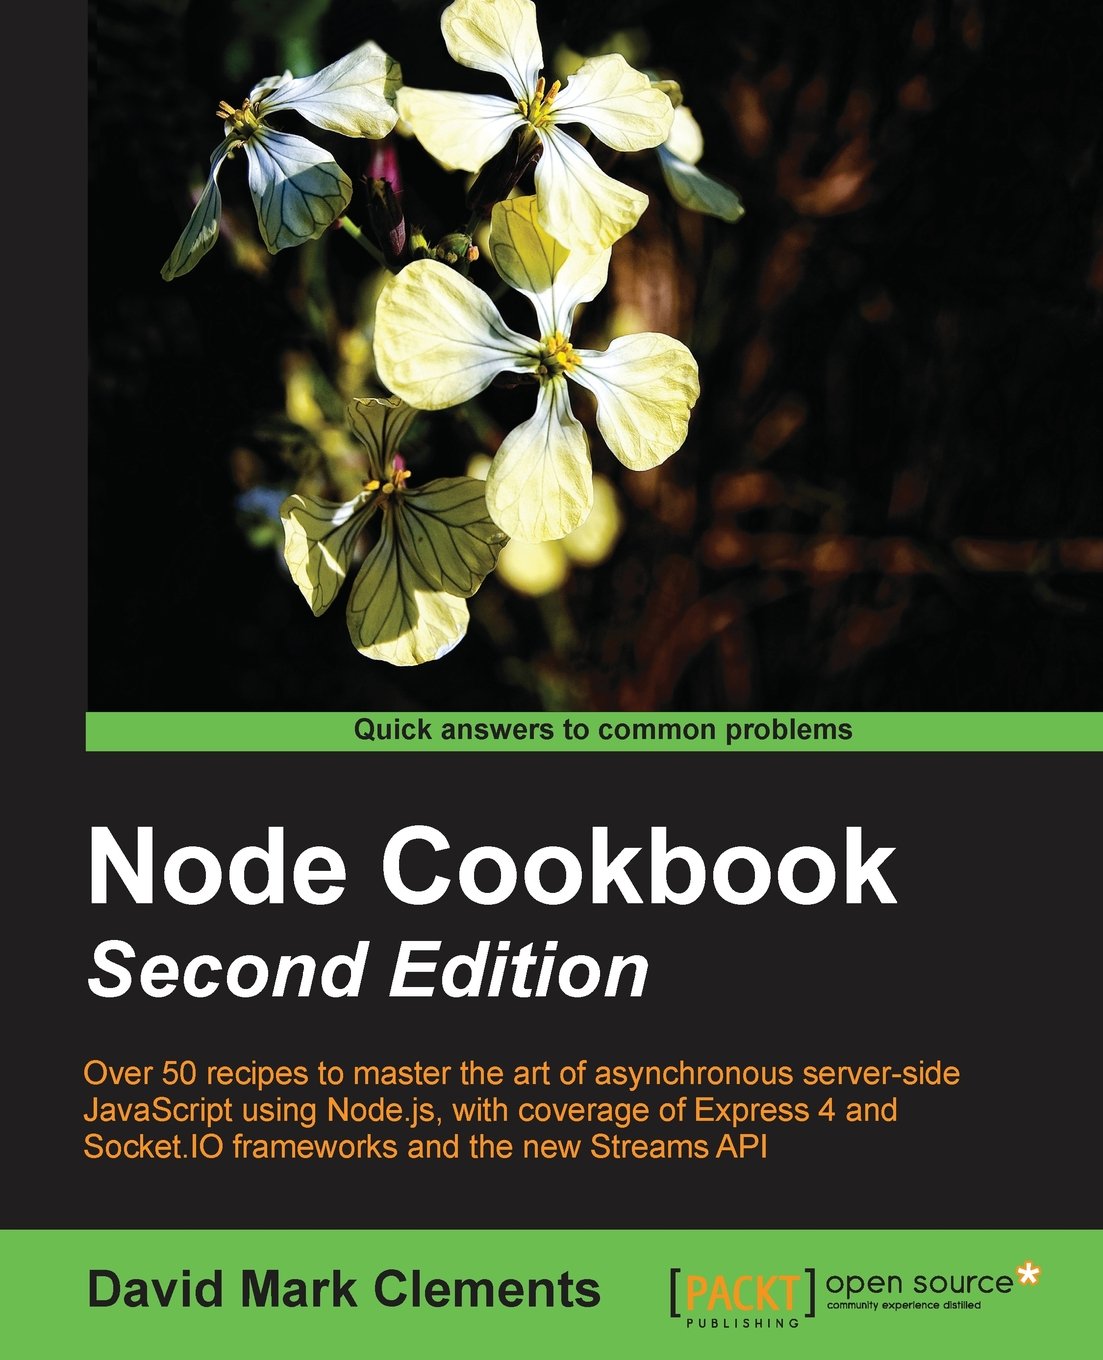 Quick answers to common problems
Node Cookbook
Second Edition
Over 50 recipes to master the art of asynchronous server-side
JavaScript using Node.js, with coverage of Express 4 and
Socket.IO frameworks and the new Streams API
David Mark Clements
[PACKT]
PUBLISHING
open source*
community experience distilled